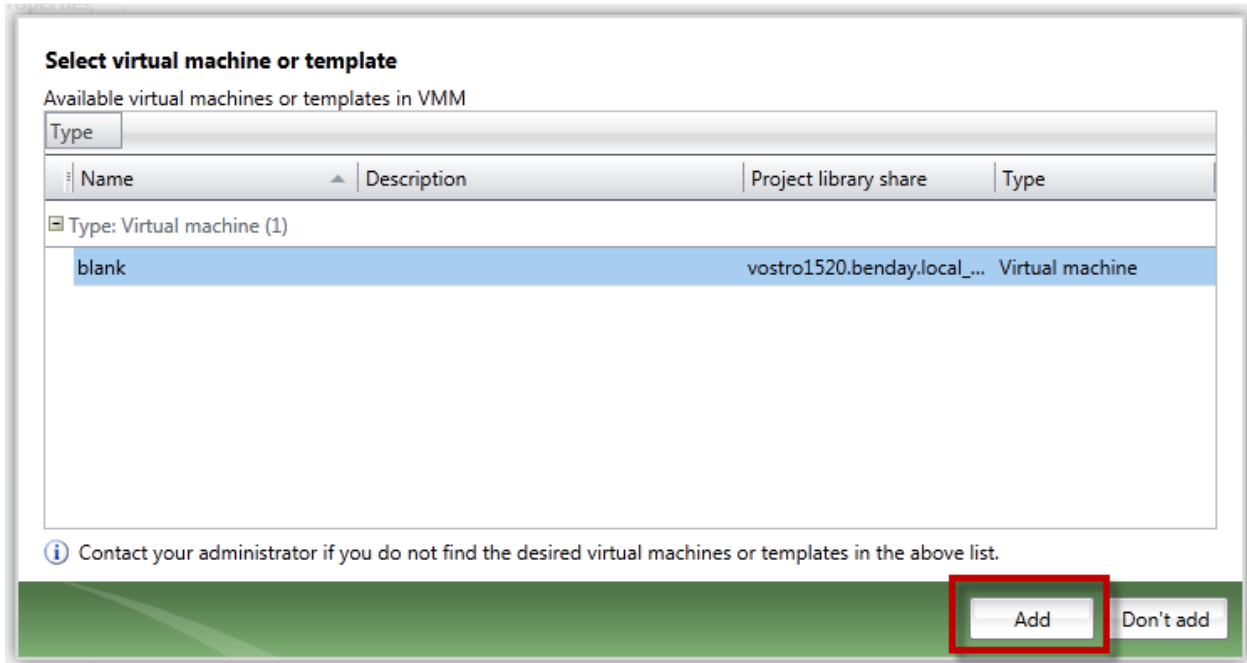 Properties
Select virtual machine or template
Available virtual machines or templates in VMM
Type
Name Description Project library share Type
Type: Virtual machine (1)
blank vostro1520.benday.local_... Virtual machine
Contact your administrator if you do not find the desired virtual machines or templates in the above list.
Add Don't add